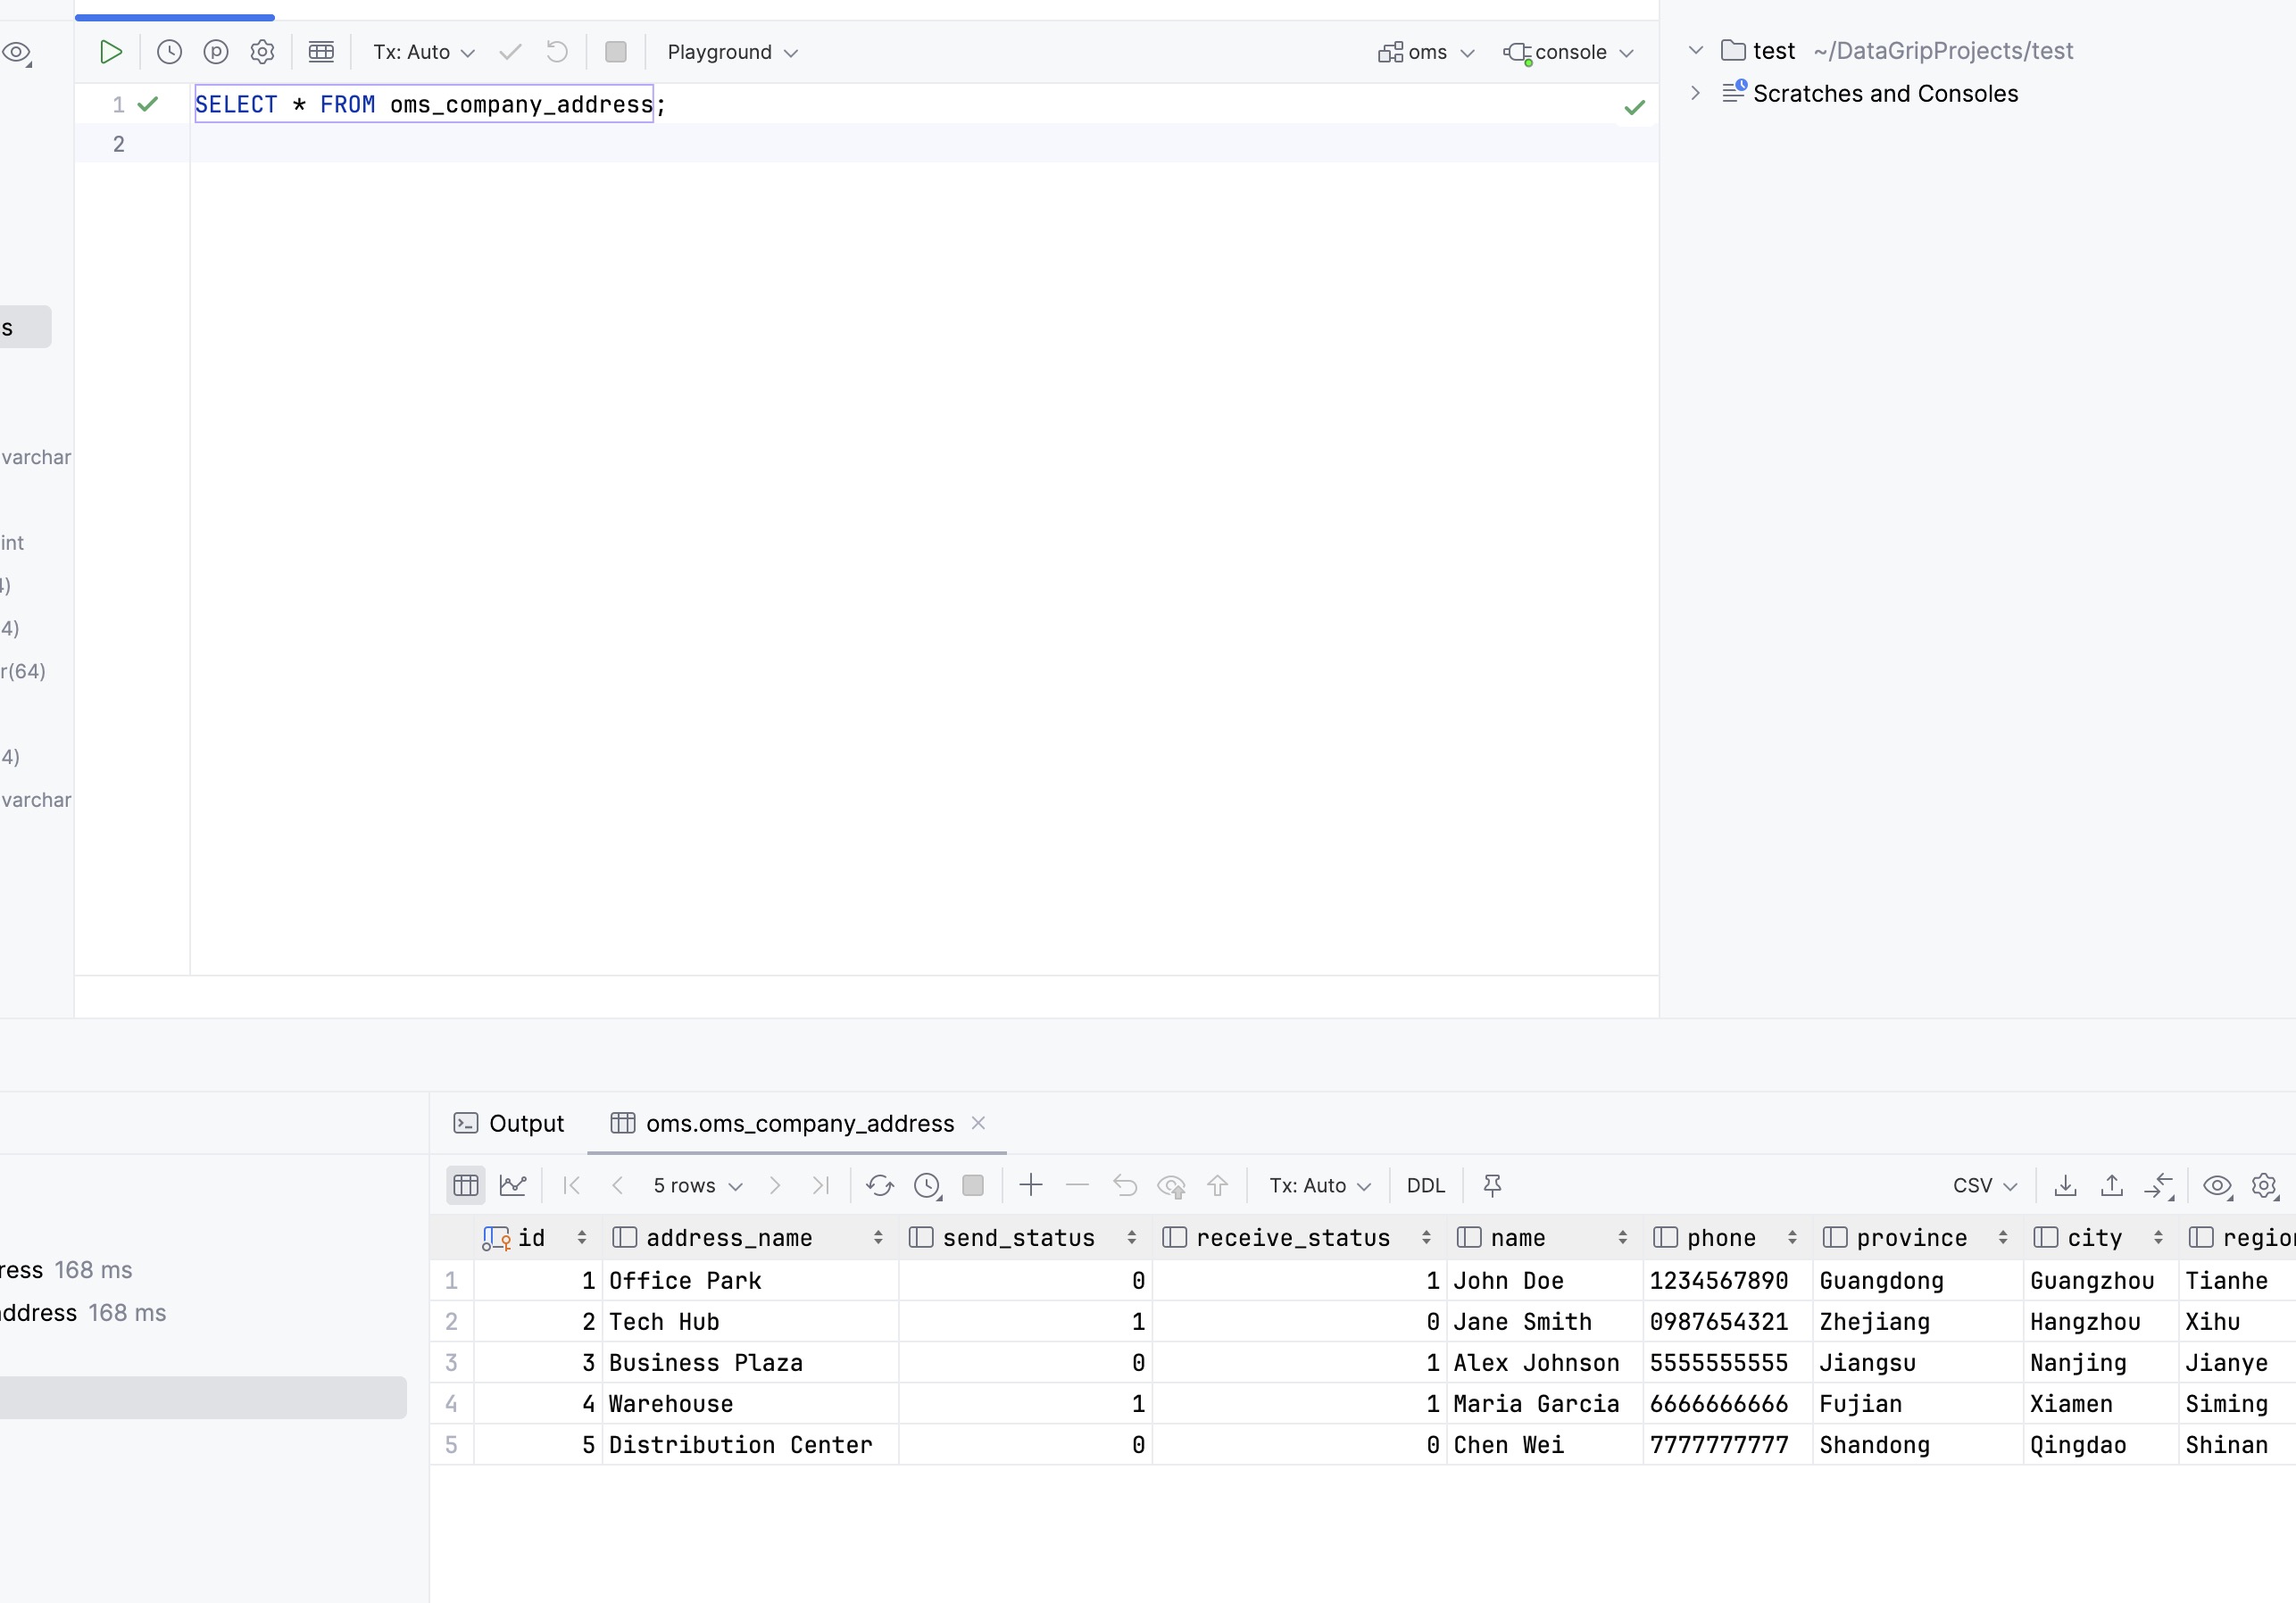 Tx: Auto
Playground
oms
console
test ~/DataGripProjects/test
Scratches and Consoles
1 SELECT * FROM oms_company_address;
2
s
varchar
int
4)
4)
r(64)
4)
varchar
Output
oms.oms_company_address
5 rows
Tx: Auto
DDL
CSV
id address_name send_status receive_status name phone province city region
1 1 Office Park 0 1 John Doe 1234567890 Guangdong Guangzhou Tianhe
2 2 Tech Hub 1 0 Jane Smith 0987654321 Zhejiang Hangzhou Xihu
3 3 Business Plaza 0 1 Alex Johnson 5555555555 Jiangsu Nanjing Jianye
4 4 Warehouse 1 1 Maria Garcia 6666666666 Fujian Xiamen Siming
5 5 Distribution Center 0 0 Chen Wei 7777777777 Shandong Qingdao Shinan
ress 168 ms
address 168 ms